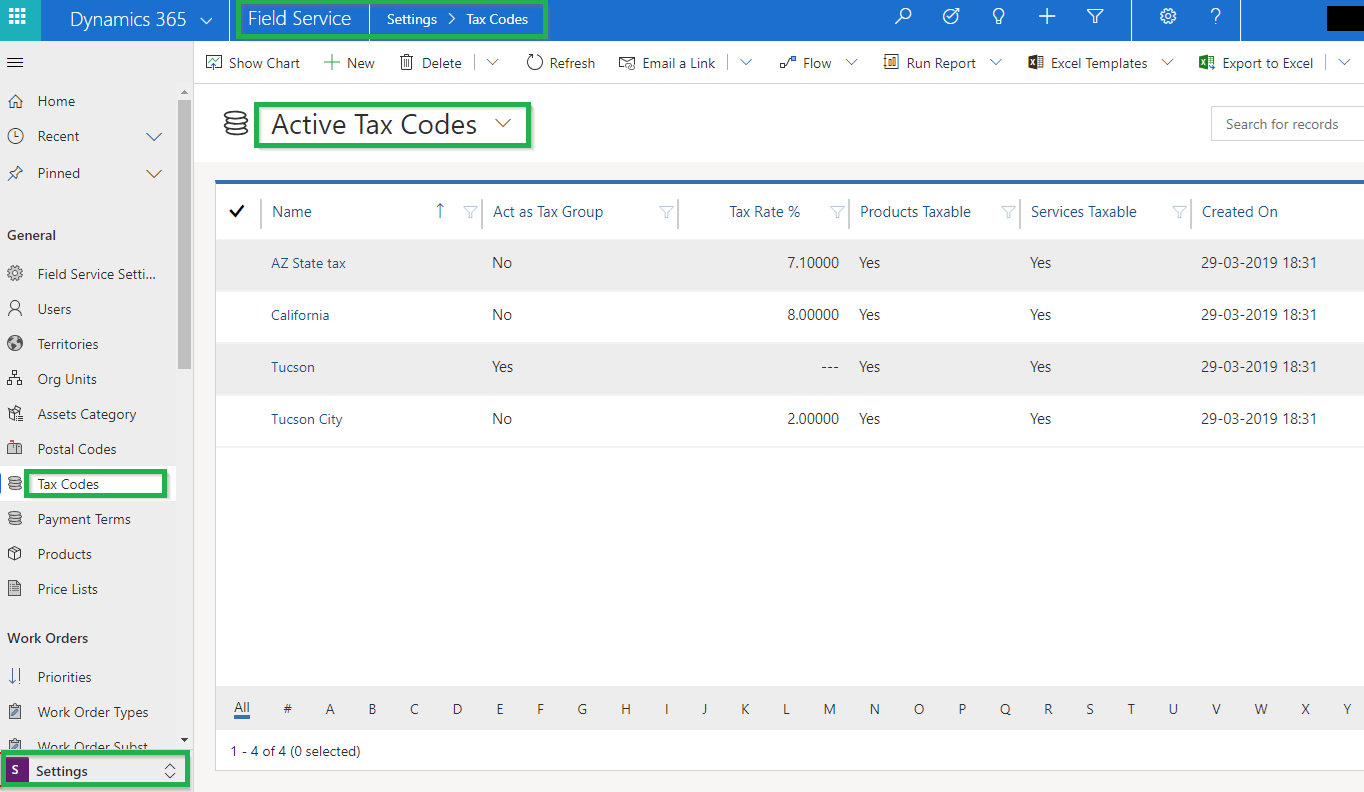 Dynamics 365 Field Service Settings > Tax Codes ?
Show Chart New Delete Refresh Email a Link Flow Run Report Excel Templates Export to Excel
Home
Recent
Pinned
General
Field Service Setti...
Users
Territories
Org Units
Assets Category
Postal Codes
Tax Codes
Payment Terms
Products
Price Lists
Work Orders
Priorities
Work Order Types
Work Order Subst
S Settings
Active Tax Codes
Search for records
Name Act as Tax Group Tax Rate % Products Taxable Services Taxable Created On
AZ State tax No 7.10000 Yes Yes 29-03-2019 18:31
California No 8.00000 Yes Yes 29-03-2019 18:31
Tucson Yes --- Yes Yes 29-03-2019 18:31
Tucson City No 2.00000 Yes Yes 29-03-2019 18:31
All # A B C D E F G H I J K L M N O P Q R S T U V W X Y
1 - 4 of 4 (0 selected)